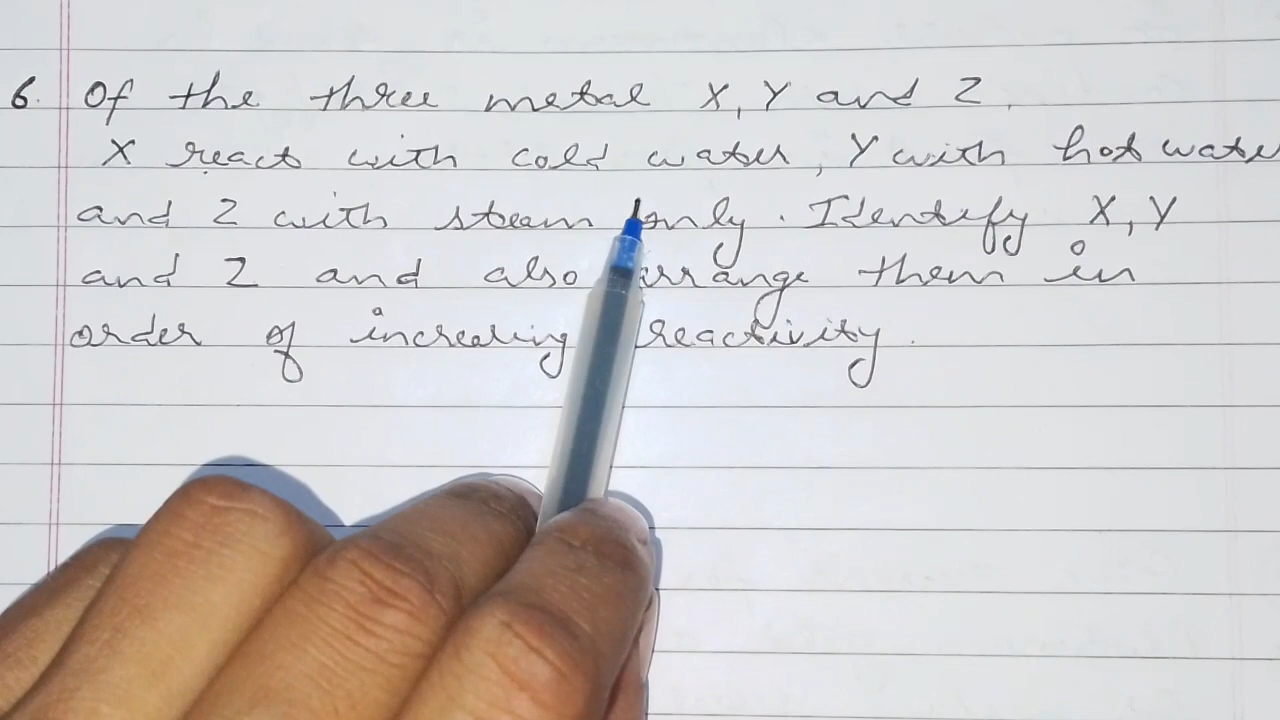 6. Of the three metal X, Y and Z.
X react with cold water, Y with hot water
and Z with steam only. Identify X, Y
and Z and also arrange them in
order of increasing reactivity.